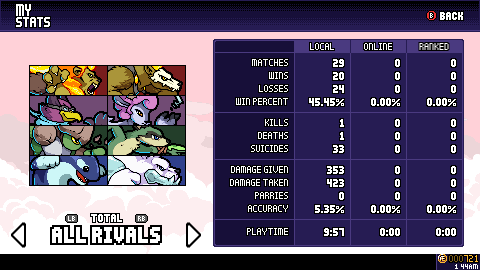 MY
STATS
B BACK
LOCAL ONLINE RANKED
MATCHES 29 0 0
WINS 20 0 0
LOSSES 24 0 0
WIN PERCENT 45.45% 0.00% 0.00%
KILLS 1 0 0
DEATHS 1 0 0
SUICIDES 33 0 0
DAMAGE GIVEN 353 0 0
DAMAGE TAKEN 423 0 0
PARRIES 0 0 0
ACCURACY 5.35% 0.00% 0.00%
PLAYTIME 9:57 0:00 0:00
LB TOTAL RB
ALL RIVALS
000721
1:44AM